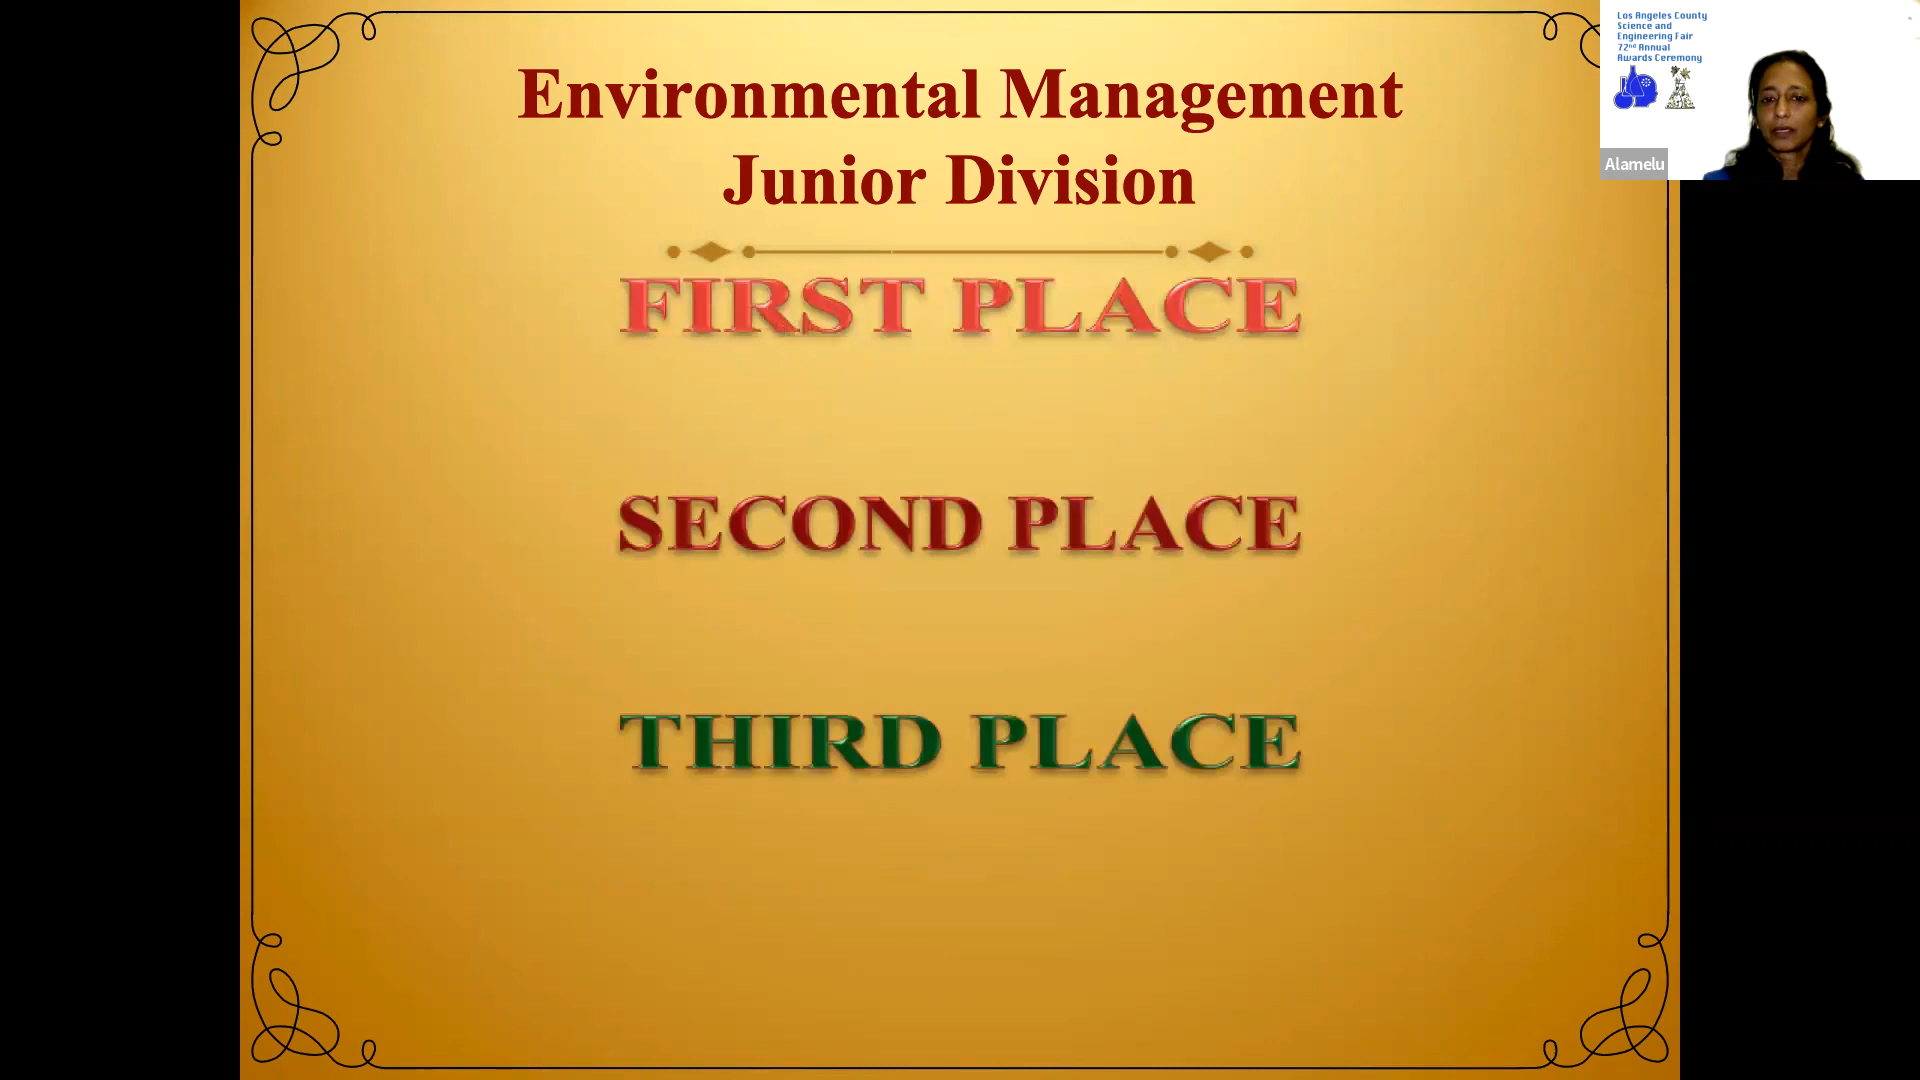 Environmental Management
Junior Division
FIRST PLACE
SECOND PLACE
THIRD PLACE
Los Angeles County
Science and
Engineering Fair
72nd Annual
Awards Ceremony
Alamelu